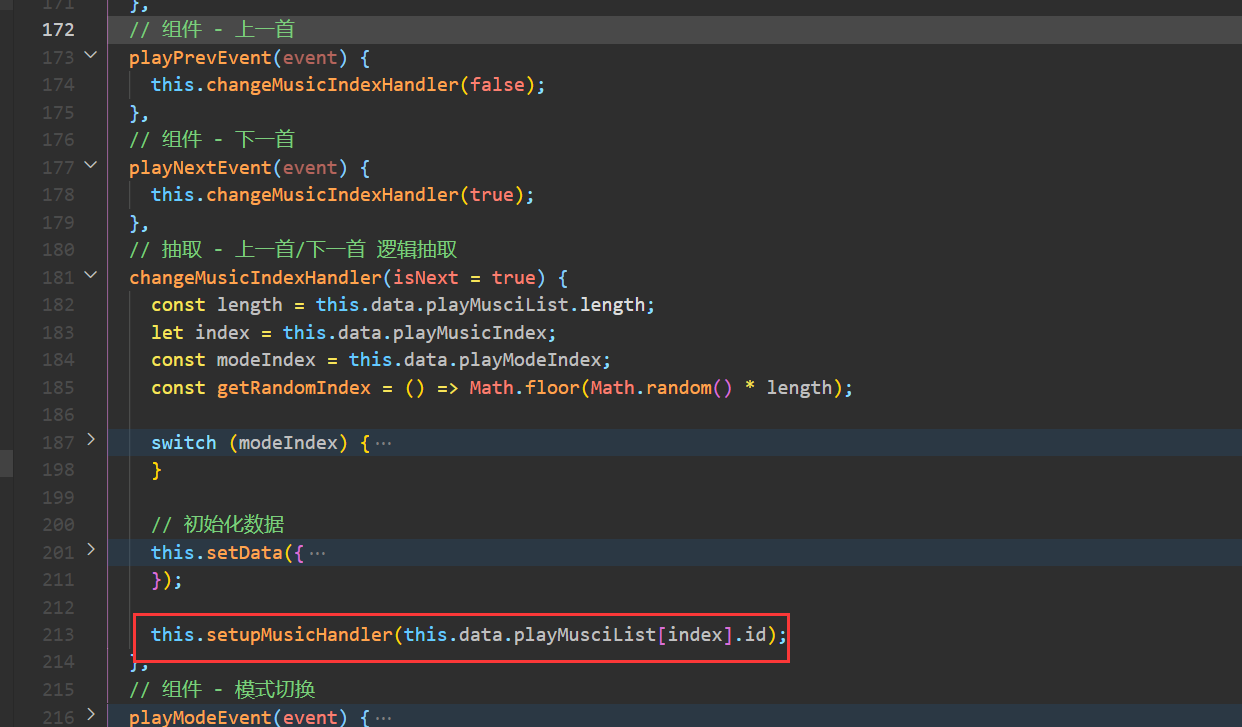 171 },
172 // 组件 - 上一首
173 playPrevEvent(event) {
174 this.changeMusicIndexHandler(false);
175 },
176 // 组件 - 下一首
177 playNextEvent(event) {
178 this.changeMusicIndexHandler(true);
179 },
180 // 抽取 - 上一首/下一首 逻辑抽取
181 changeMusicIndexHandler(isNext = true) {
182 const length = this.data.playMusciList.length;
183 let index = this.data.playMusicIndex;
184 const modeIndex = this.data.playModeIndex;
185 const getRandomIndex = () => Math.floor(Math.random() * length);
186
187 switch (modeIndex) { ···
198 }
199
200 // 初始化数据
201 this.setData({ ···
211 });
212
213 this.setupMusicHandler(this.data.playMusciList[index].id);
214 },
215 // 组件 - 模式切换
216 playModeEvent(event) { ···